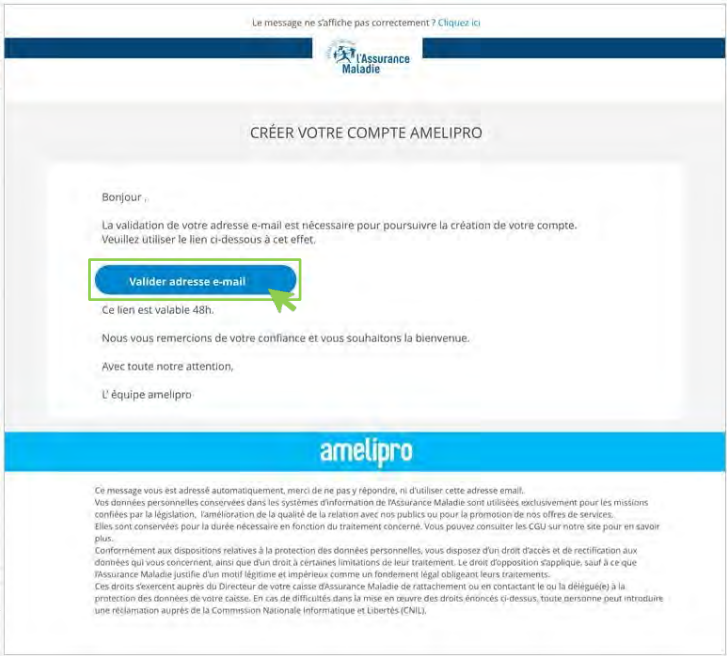 Le message ne s'affiche pas correctement ? Cliquez ici
l'Assurance
Maladie
CRÉER VOTRE COMPTE AMELIPRO
Bonjour ,
La validation de votre adresse e-mail est nécessaire pour poursuivre la création de votre compte.
Veuillez utiliser le lien ci-dessous à cet effet.
Valider adresse e-mail
Ce lien est valable 48h.
Nous vous remercions de votre confiance et vous souhaitons la bienvenue.
Avec toute notre attention,
L' équipe amelipro
amelipro
Ce message vous est adressé automatiquement, merci de ne pas y répondre, ni d'utiliser cette adresse email.
Vos données personnelles conservées dans les systèmes d'information de l'Assurance Maladie sont utilisées exclusivement pour les missions
confiées par la législation, l'amélioration de la qualité de la relation avec nos publics ou pour la promotion de nos offres de services.
Elles sont conservées pour la durée nécessaire en fonction du traitement concerné. Vous pouvez consulter les CGU sur notre site pour en savoir
plus.
Conformément aux dispositions relatives à la protection des données personnelles, vous disposez d'un droit d'accès et de rectification aux
données qui vous concernent, ainsi que d'un droit à certaines limitations de leur traitement. Le droit d'opposition s'applique, sauf à ce que
l'Assurance Maladie justifie d'un motif légitime et impérieux comme un fondement légal obligeant leurs traitements.
Ces droits s'exercent auprès du Directeur de votre caisse d'Assurance Maladie de rattachement ou en contactant le ou la délégué(e) à la
protection des données de votre caisse. En cas de difficultés dans la mise en œuvre des droits énoncés ci-dessus, toute personne peut introduire
une réclamation auprès de la Commission Nationale Informatique et Libertés (CNIL).